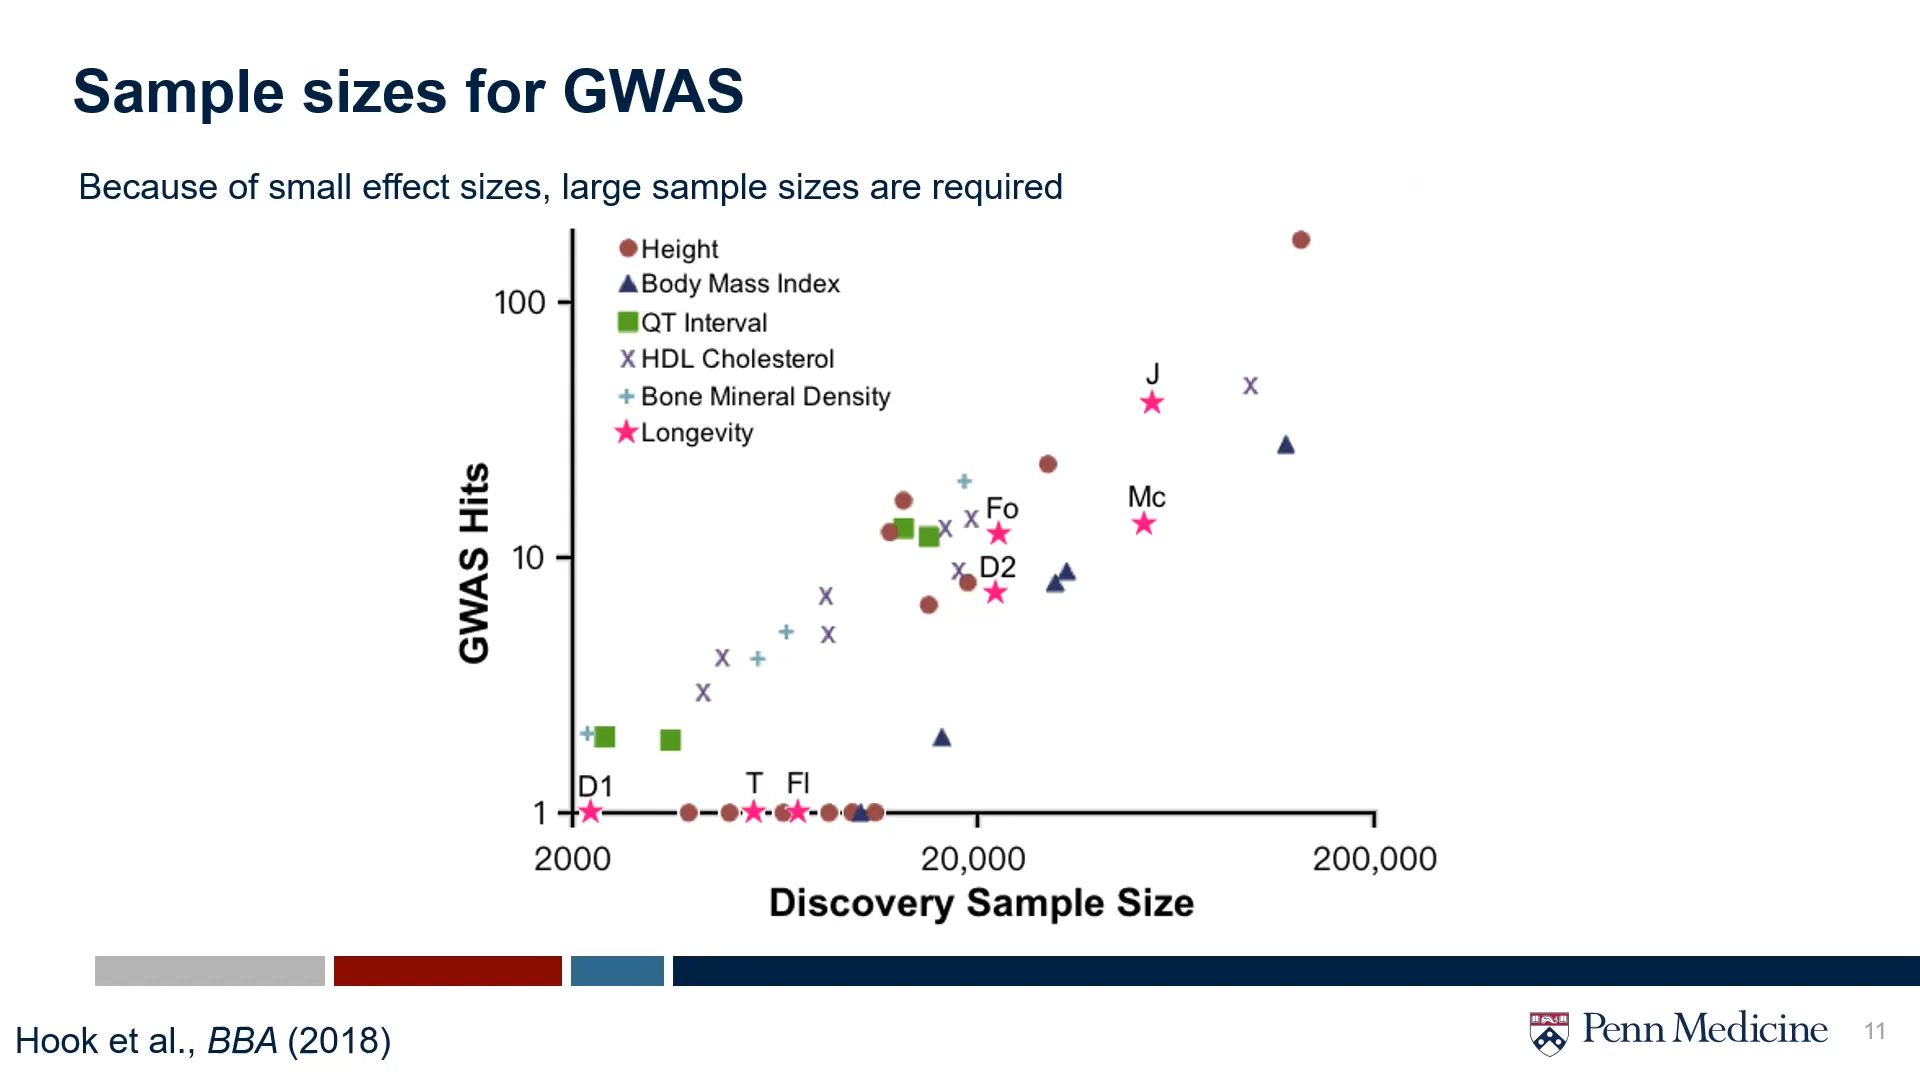 Sample sizes for GWAS
Because of small effect sizes, large sample sizes are required
Height
Body Mass Index
QT Interval
HDL Cholesterol
Bone Mineral Density
Longevity
100
10
1
GWAS Hits
J
Mc
Fo
D2
D1
T
Fl
2000
20,000
200,000
Discovery Sample Size
Hook et al., BBA (2018)
Penn Medicine
11